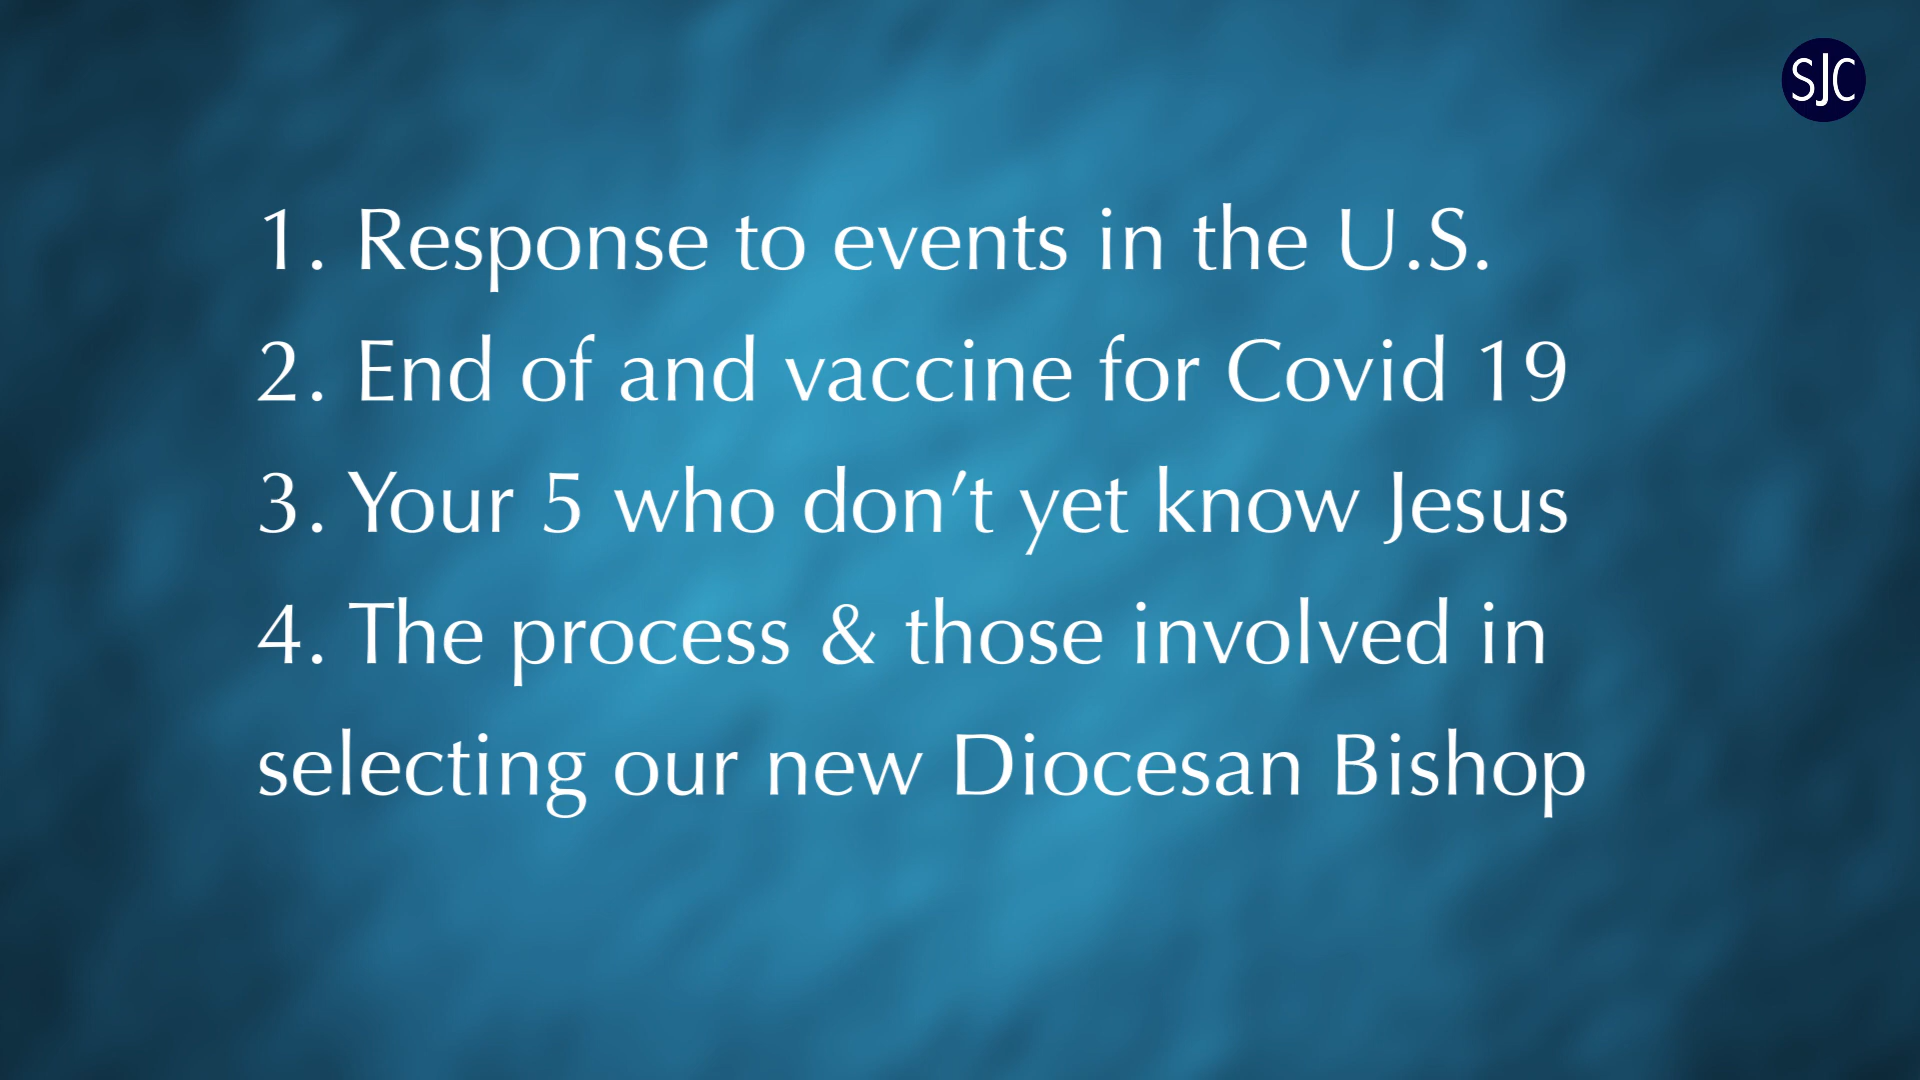 SJC
1. Response to events in the U.S.
2. End of and vaccine for Covid 19
3. Your 5 who don’t yet know Jesus
4. The process & those involved in
selecting our new Diocesan Bishop